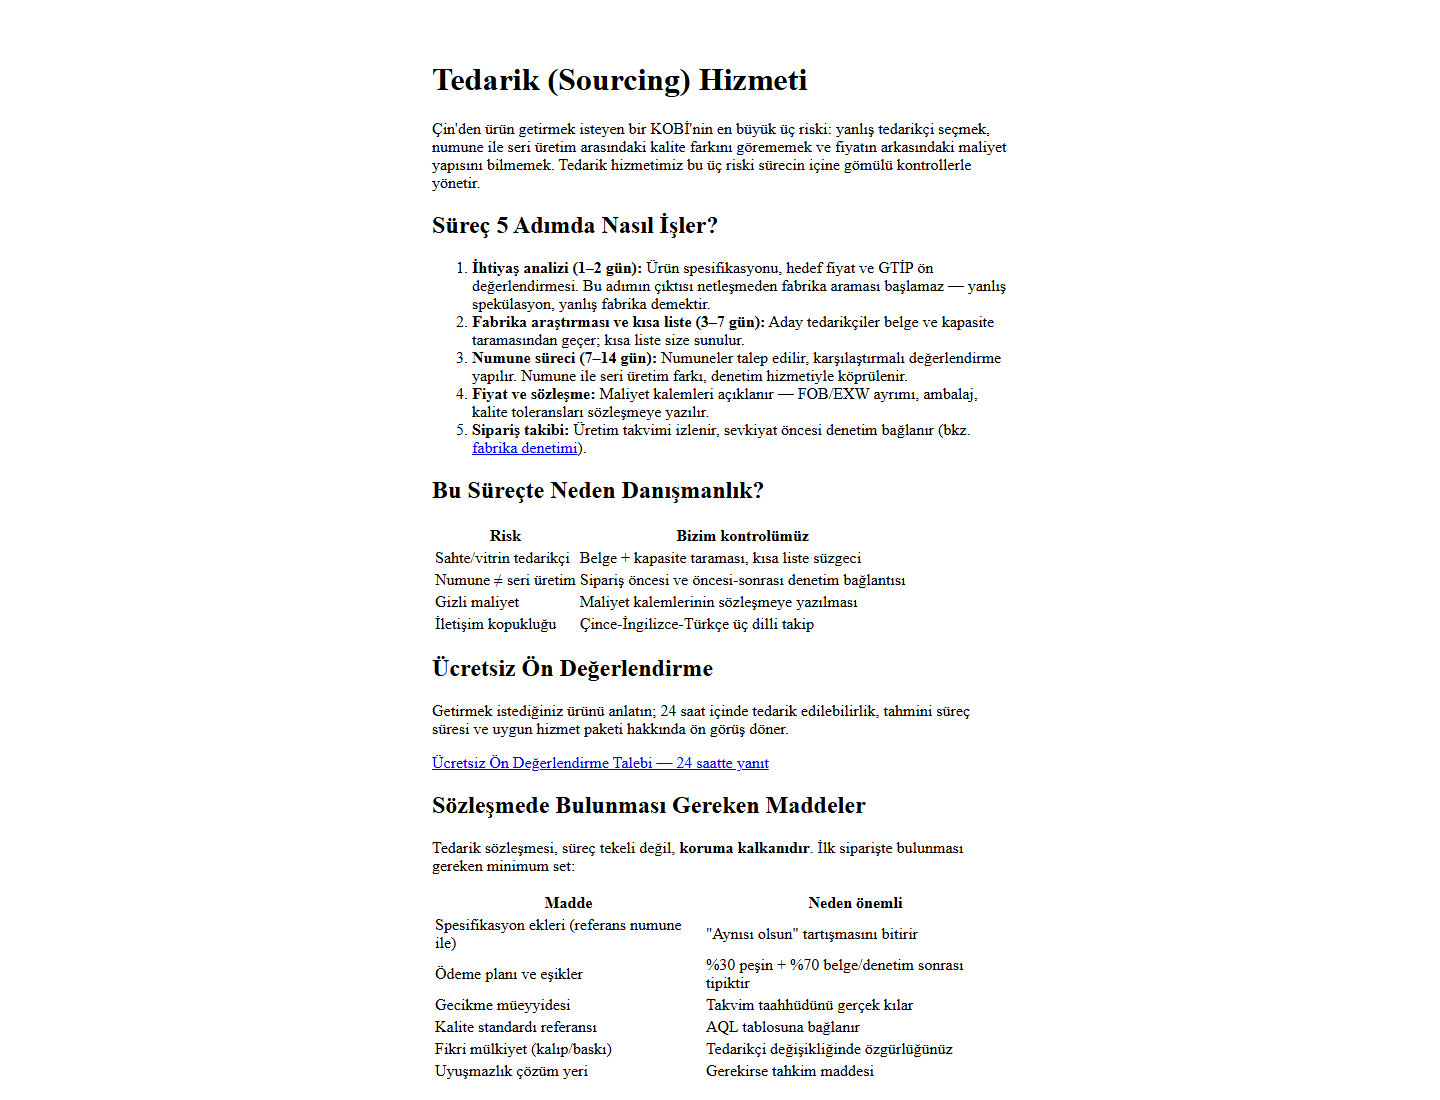 Tedarik (Sourcing) Hizmeti
Çin'den ürün getirmek isteyen bir KOBİ'nin en büyük üç riski: yanlış tedarikçi seçmek,
numune ile seri üretim arasındaki kalite farkını görememek ve fiyatın arkasındaki maliyet
yapısını bilmemek. Tedarik hizmetimiz bu üç riski sürecin içine gömülü kontrollerle
yönetir.
Süreç 5 Adımda Nasıl İşler?
1. İhtiyaş analizi (1–2 gün): Ürün spesifikasyonu, hedef fiyat ve GTİP ön
değerlendirmesi. Bu adımın çıktısı netleşmeden fabrika araması başlamaz — yanlış
spekülasyon, yanlış fabrika demektir.
2. Fabrika araştırması ve kısa liste (3–7 gün): Aday tedarikçiler belge ve kapasite
taramasından geçer; kısa liste size sunulur.
3. Numune süreci (7–14 gün): Numuneler talep edilir, karşılaştırmalı değerlendirme
yapılır. Numune ile seri üretim farkı, denetim hizmetiyle köprülenir.
4. Fiyat ve sözleşme: Maliyet kalemleri açıklanır — FOB/EXW ayrımı, ambalaj,
kalite toleransları sözleşmeye yazılır.
5. Sipariş takibi: Üretim takvimi izlenir, sevkiyat öncesi denetim bağlanır (bkz.
fabrika denetimi).
Bu Süreçte Neden Danışmanlık?
Risk Bizim kontrolümüz
Sahte/vitrin tedarikçi Belge + kapasite taraması, kısa liste süzgeci
Numune ≠ seri üretim Sipariş öncesi ve öncesi-sonrası denetim bağlantısı
Gizli maliyet Maliyet kalemlerinin sözleşmeye yazılması
İletişim kopukluğu Çince-İngilizce-Türkçe üç dilli takip
Ücretsiz Ön Değerlendirme
Getirmek istediğiniz ürünü anlatın; 24 saat içinde tedarik edilebilirlik, tahmini süreç
süresi ve uygun hizmet paketi hakkında ön görüş döner.
Ücretsiz Ön Değerlendirme Talebi — 24 saatte yanıt
Sözleşmede Bulunması Gereken Maddeler
Tedarik sözleşmesi, süreç tekeli değil, koruma kalkanıdır. İlk siparişte bulunması
gereken minimum set:
Madde Neden önemli
Spesifikasyon ekleri (referans numune
ile) "Aynısı olsun" tartışmasını bitirir
Ödeme planı ve eşikler %30 peşin + %70 belge/denetim sonrası
tipiktir
Gecikme müeyyidesi Takvim taahhüdünü gerçek kılar
Kalite standardı referansı AQL tablosuna bağlanır
Fikri mülkiyet (kalıp/baskı) Tedarikçi değişikliğinde özgürlüğünüz
Uyuşmazlık çözüm yeri Gerekirse tahkim maddesi